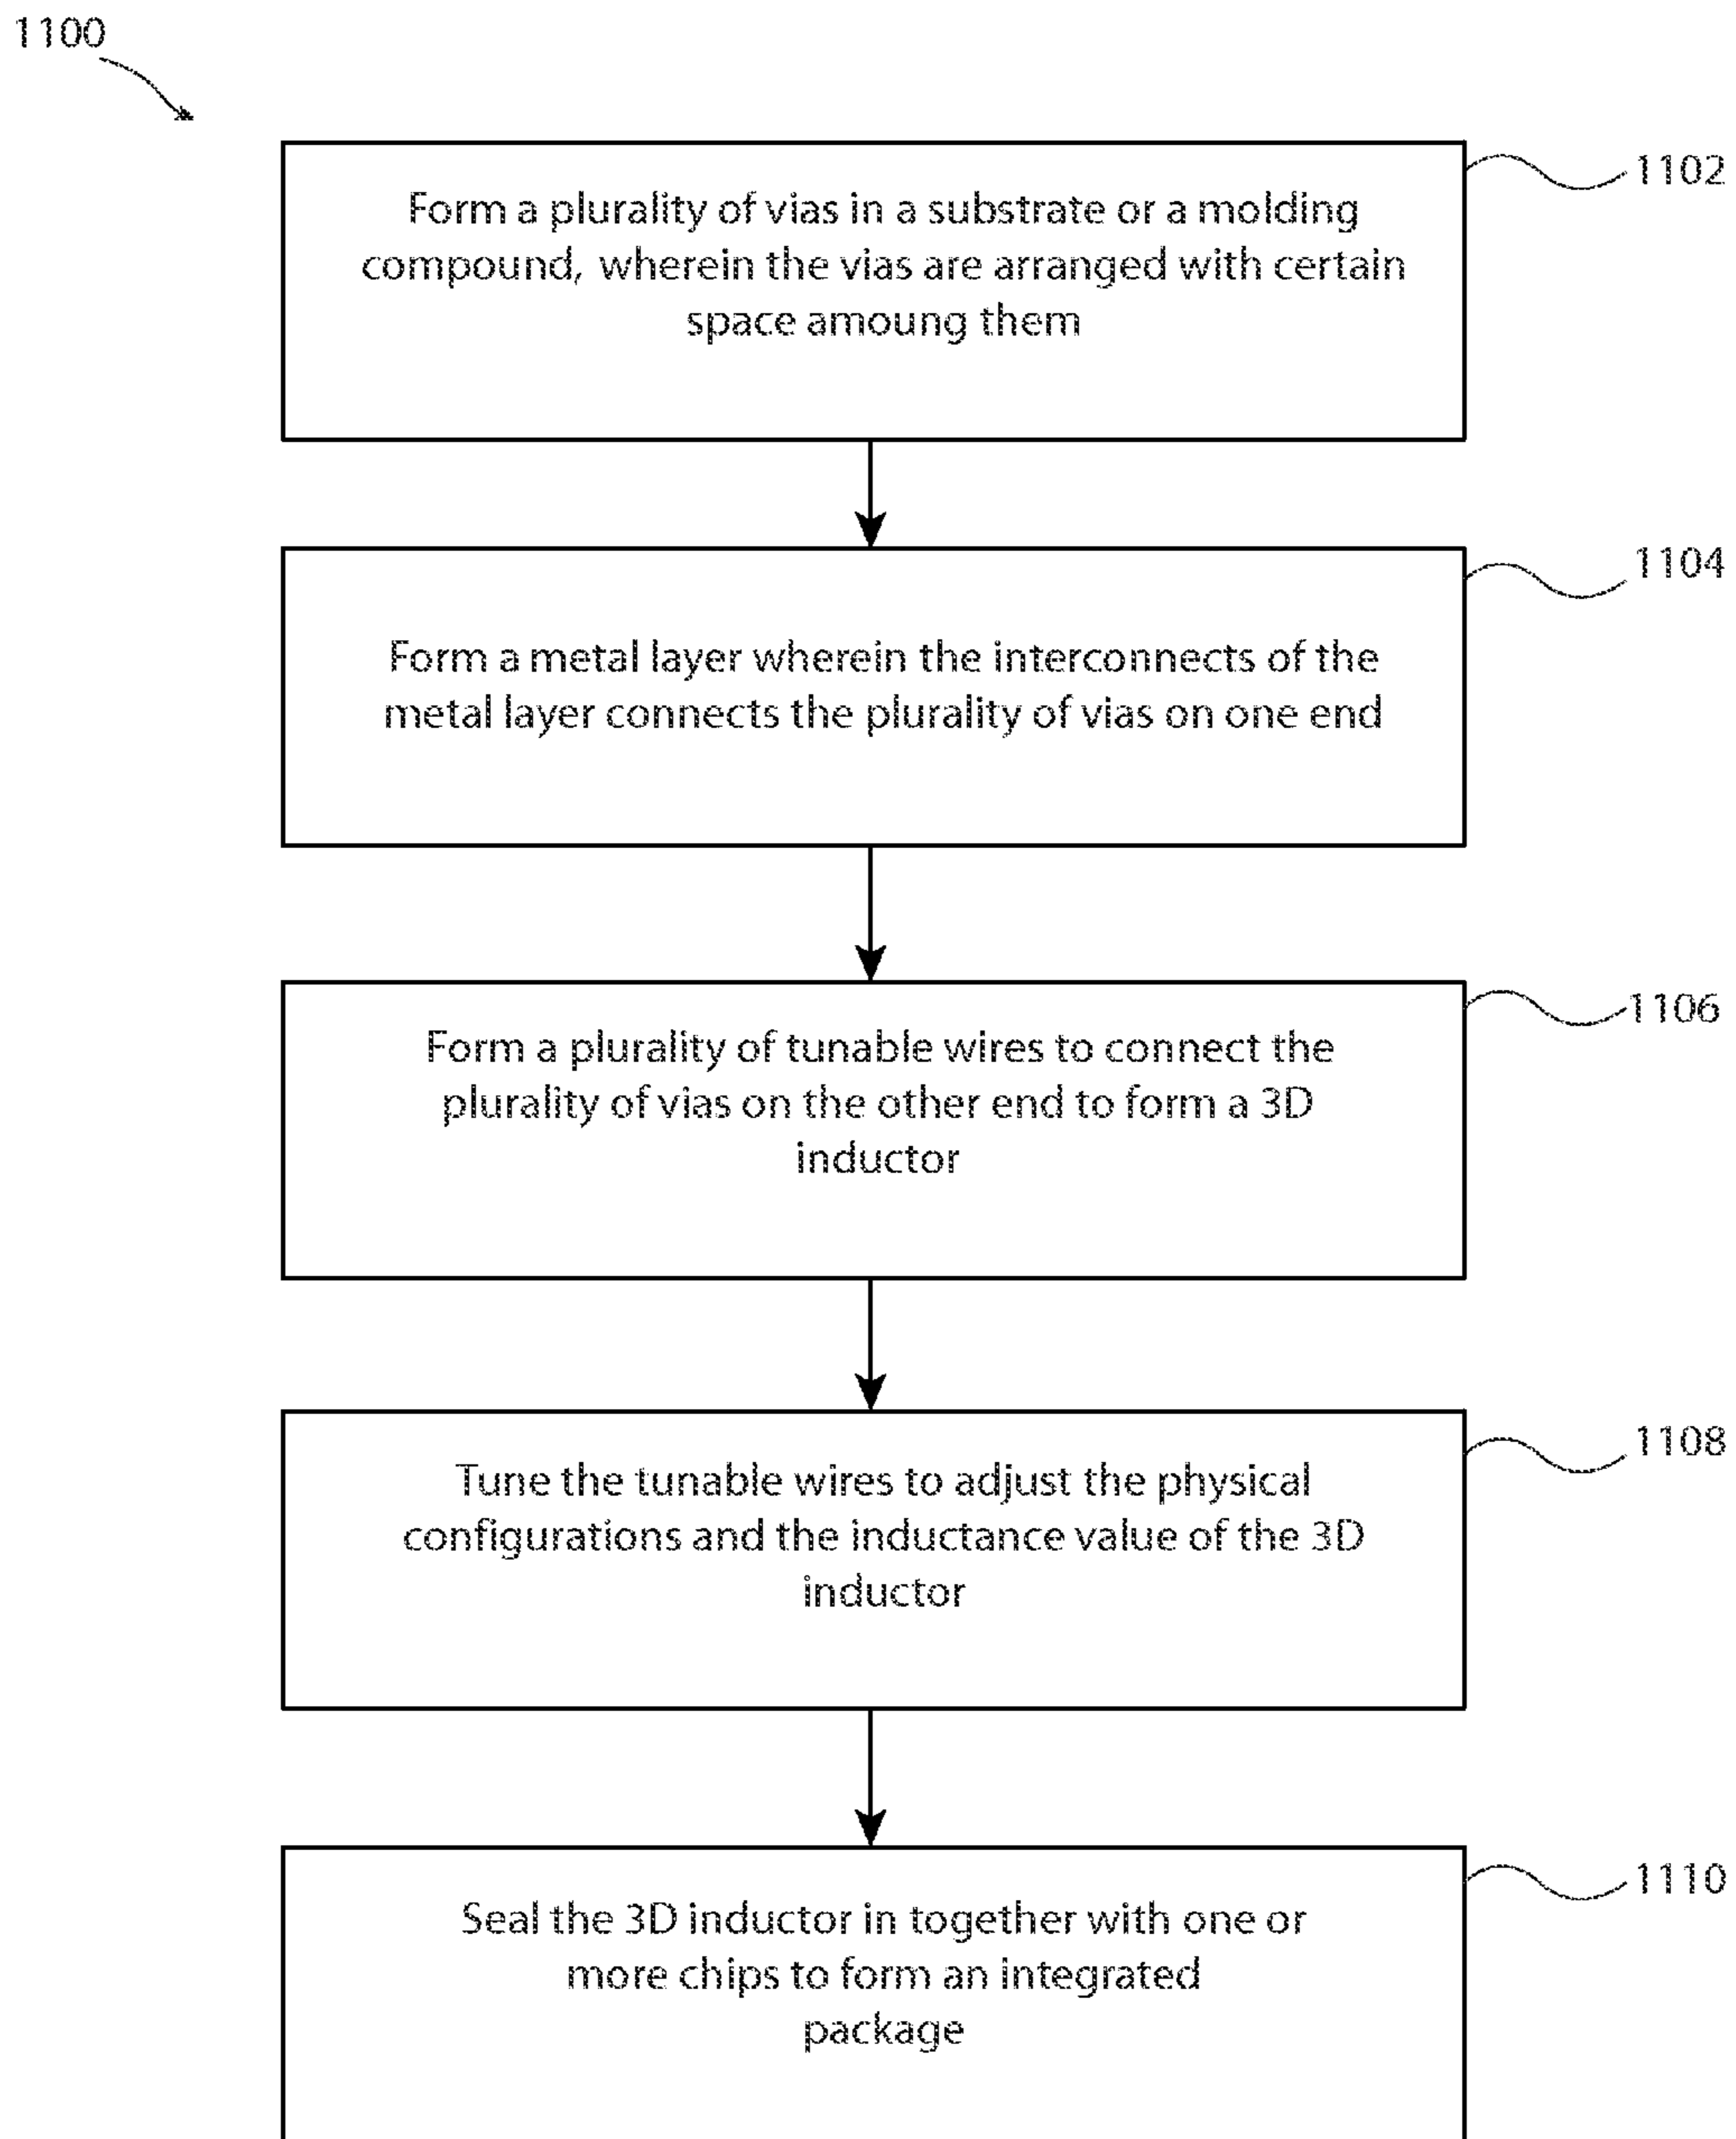 1100
1102
Form a plurality of vias in a substrate or a molding
compound, wherein the vias are arranged with certain
space amoung them
1104
Form a metal layer wherein the interconnects of the
metal layer connects the plurality of vias on one end
1106
Form a plurality of tunable wires to connect the
plurality of vias on the other end to form a 3D
inductor
1108
Tune the tunable wires to adjust the physical
configurations and the inductance value of the 3D
inductor
1110
Seal the 3D inductor in together with one or
more chips to form an integrated
package